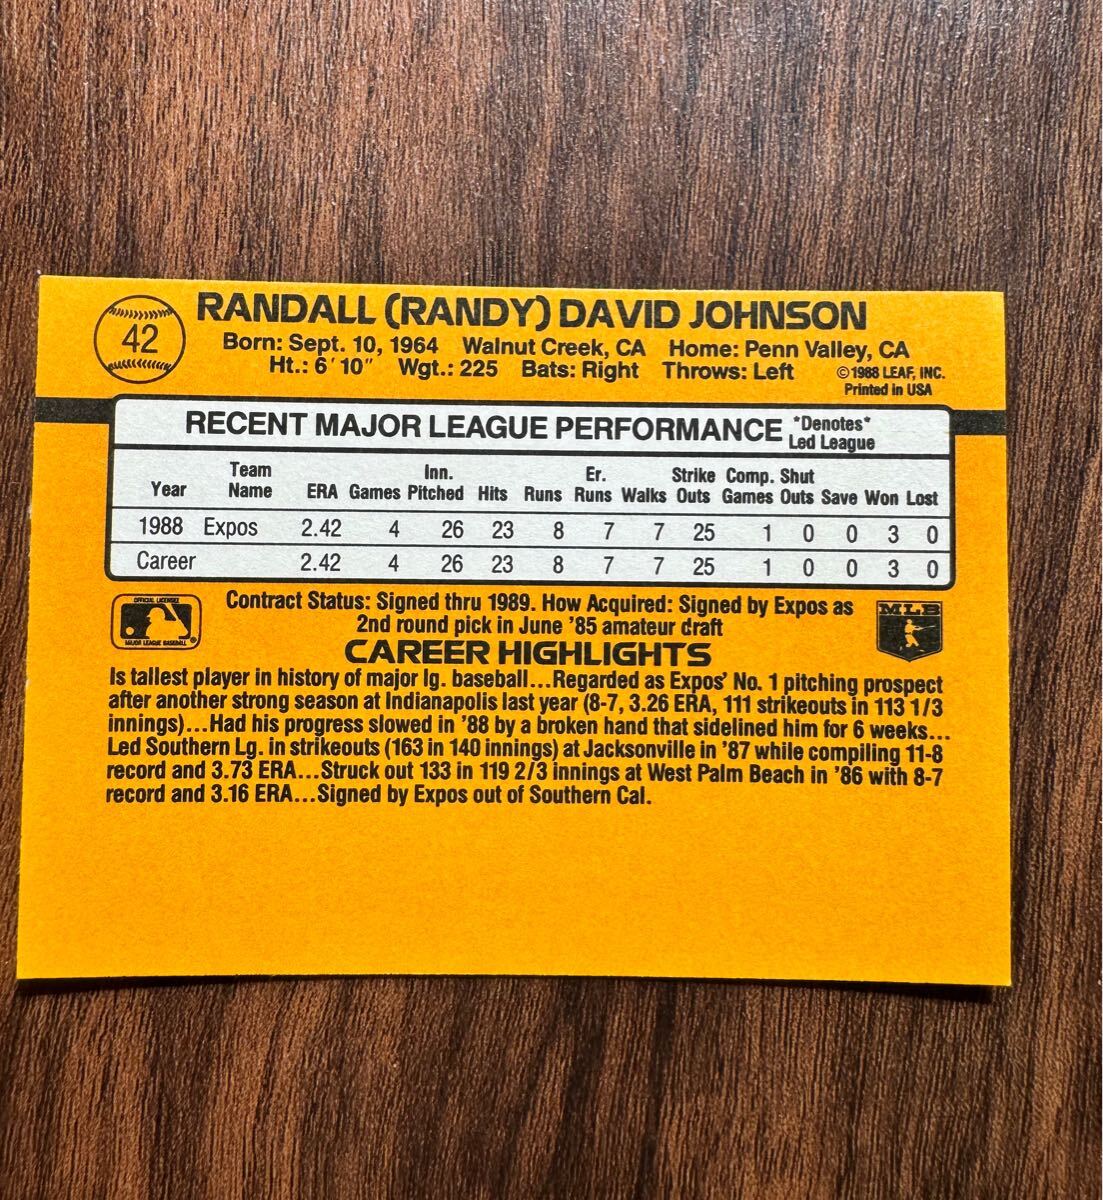 42
RANDALL (RANDY) DAVID JOHNSON
Born: Sept. 10, 1964 Walnut Creek, CA Home: Penn Valley, CA
Ht.: 6'10" Wgt.: 225 Bats: Right Throws: Left
©1988 LEAF, INC.
Printed in USA
RECENT MAJOR LEAGUE PERFORMANCE *Denotes*
Led League
Year Team Name ERA Games Inn. Pitched Hits Runs Er. Runs Walks Strike Outs Comp. Games Shut Outs Save Won Lost
1988 Expos 2.42 4 26 23 8 7 7 25 1 0 0 3 0
Career 2.42 4 26 23 8 7 7 25 1 0 0 3 0
OFFICIAL LICENSEE
MAJOR LEAGUE BASEBALL
®
Contract Status: Signed thru 1989. How Acquired: Signed by Expos as
2nd round pick in June '85 amateur draft
MLB
CAREER HIGHLIGHTS
Is tallest player in history of major lg. baseball...Regarded as Expos' No. 1 pitching prospect
after another strong season at Indianapolis last year (8-7, 3.26 ERA, 111 strikeouts in 113 1/3
innings)...Had his progress slowed in '88 by a broken hand that sidelined him for 6 weeks...
Led Southern Lg. in strikeouts (163 in 140 innings) at Jacksonville in '87 while compiling 11-8
record and 3.73 ERA...Struck out 133 in 119 2/3 innings at West Palm Beach in '86 with 8-7
record and 3.16 ERA...Signed by Expos out of Southern Cal.